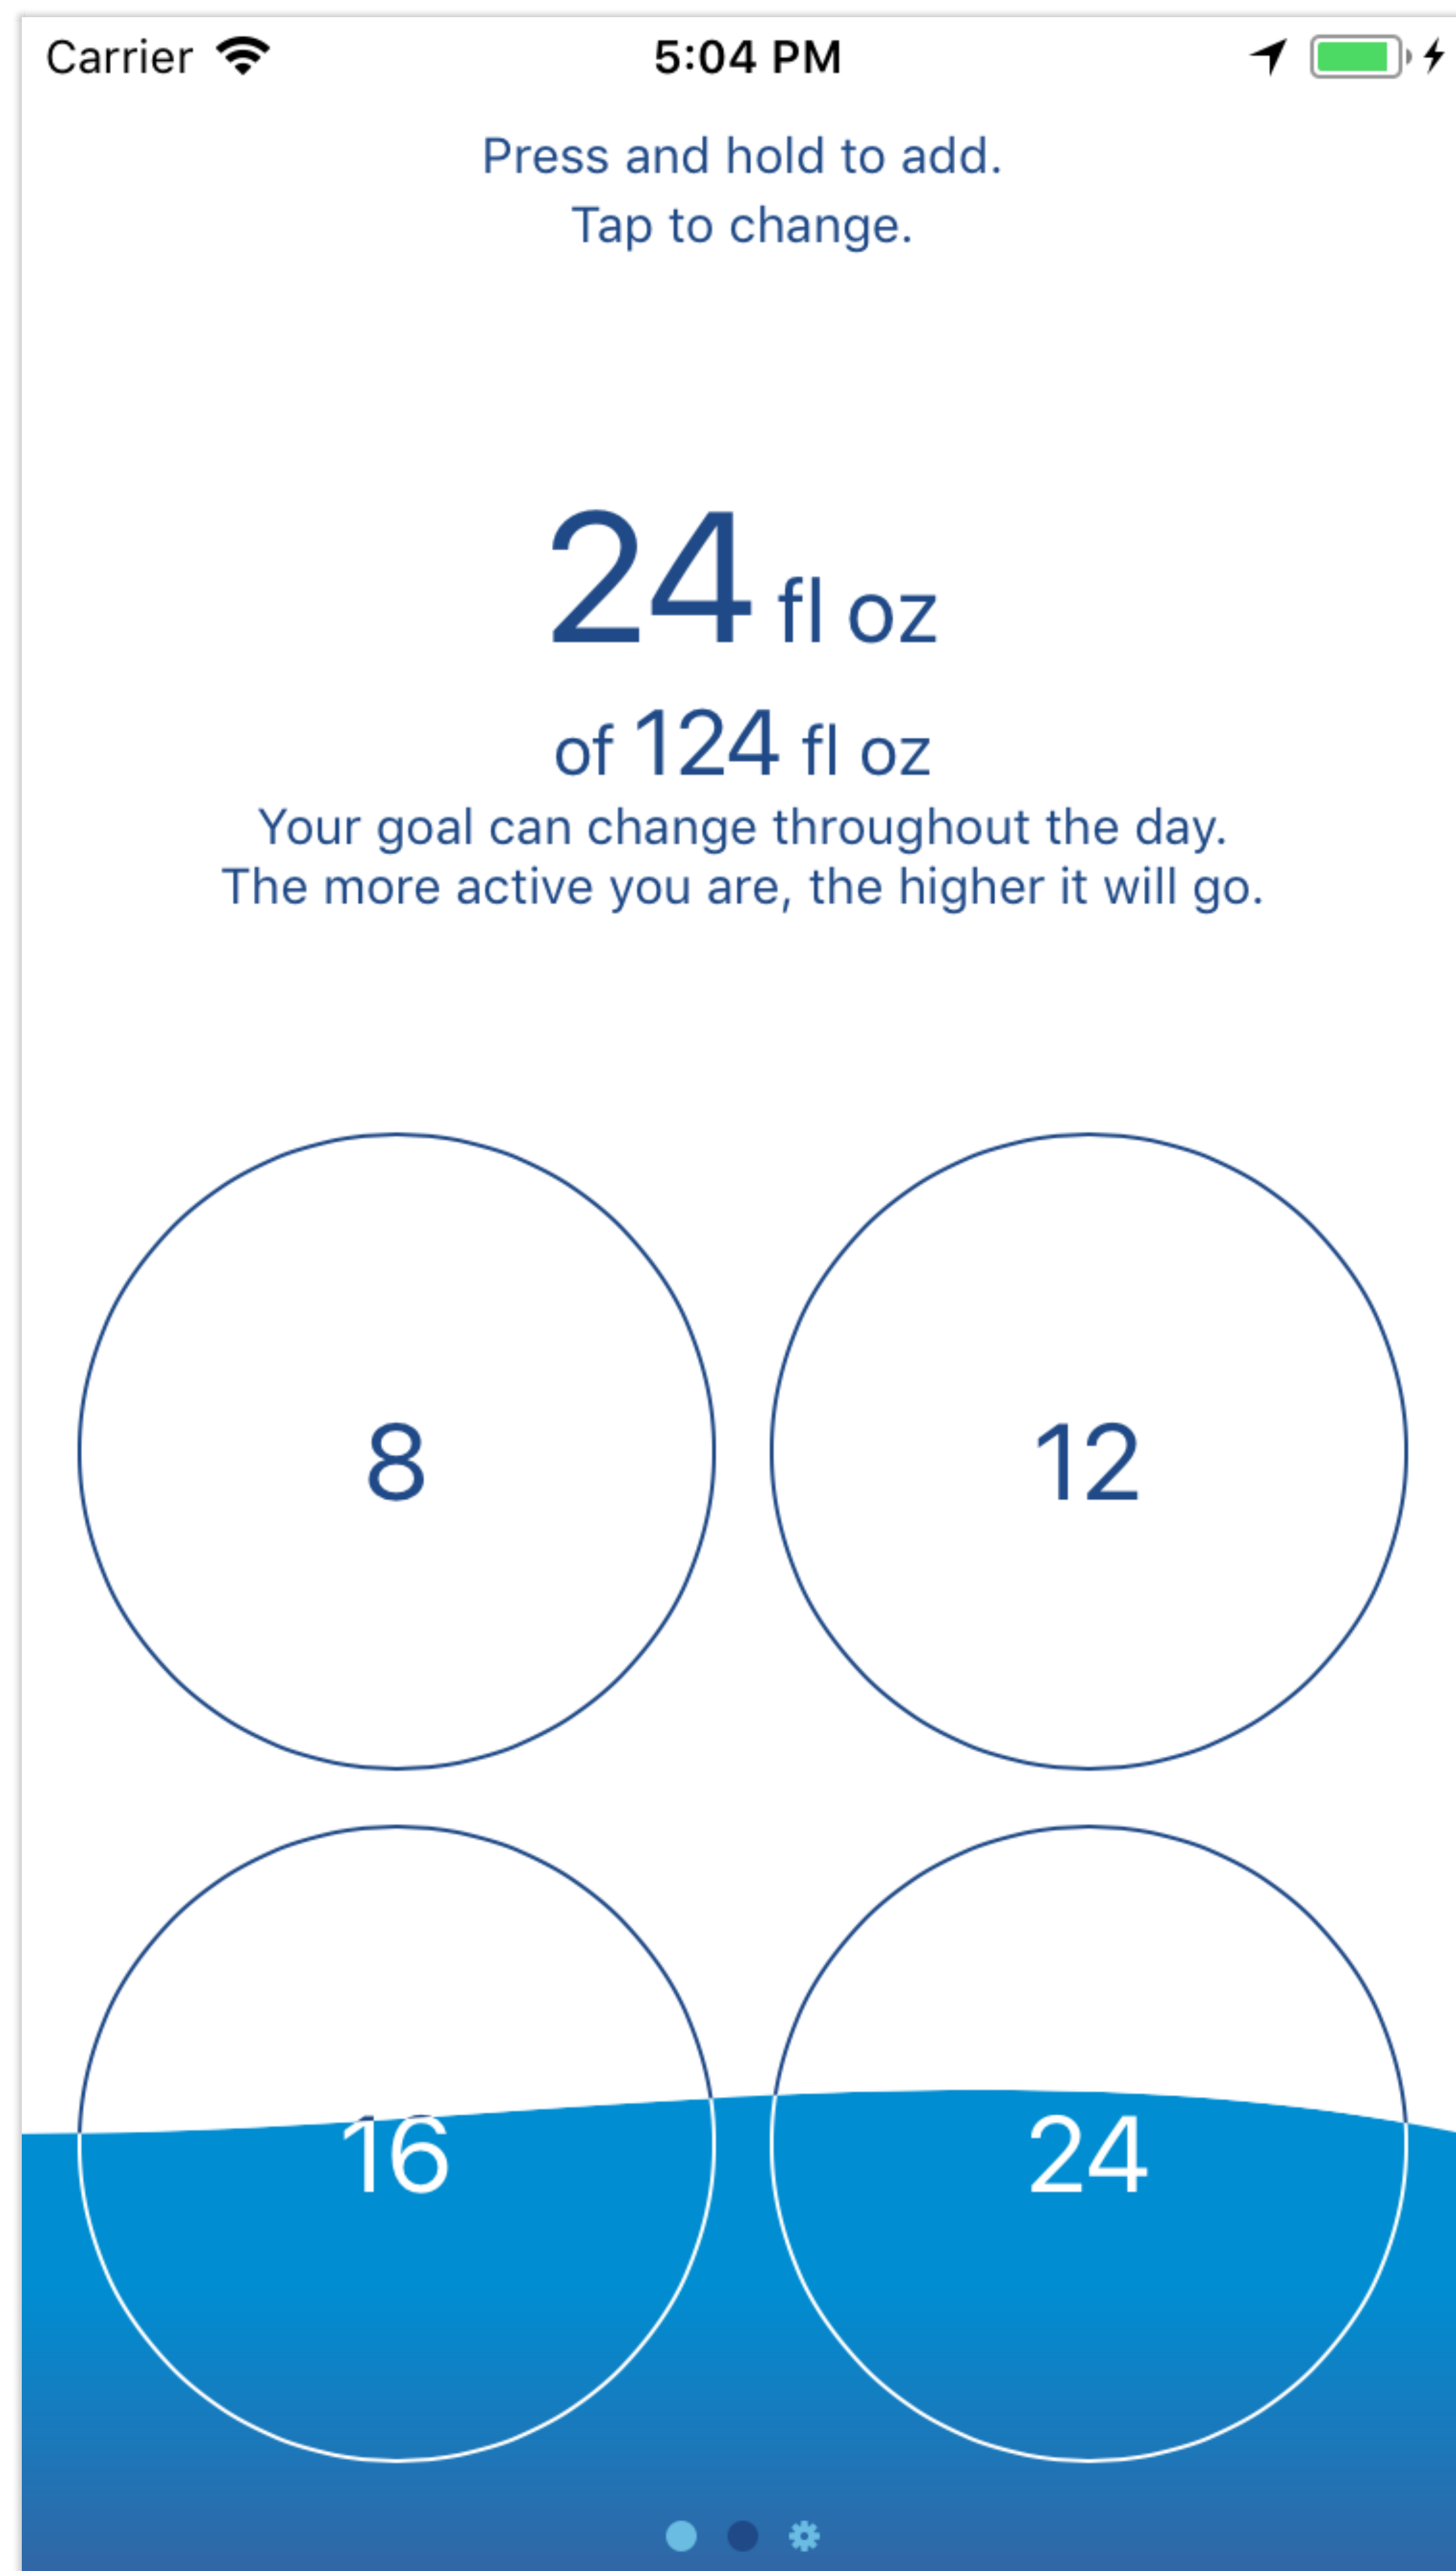 Carrier 5:04 PM
Press and hold to add.
Tap to change.
24 fl oz
of 124 fl oz
Your goal can change throughout the day.
The more active you are, the higher it will go.
8 12
16 24